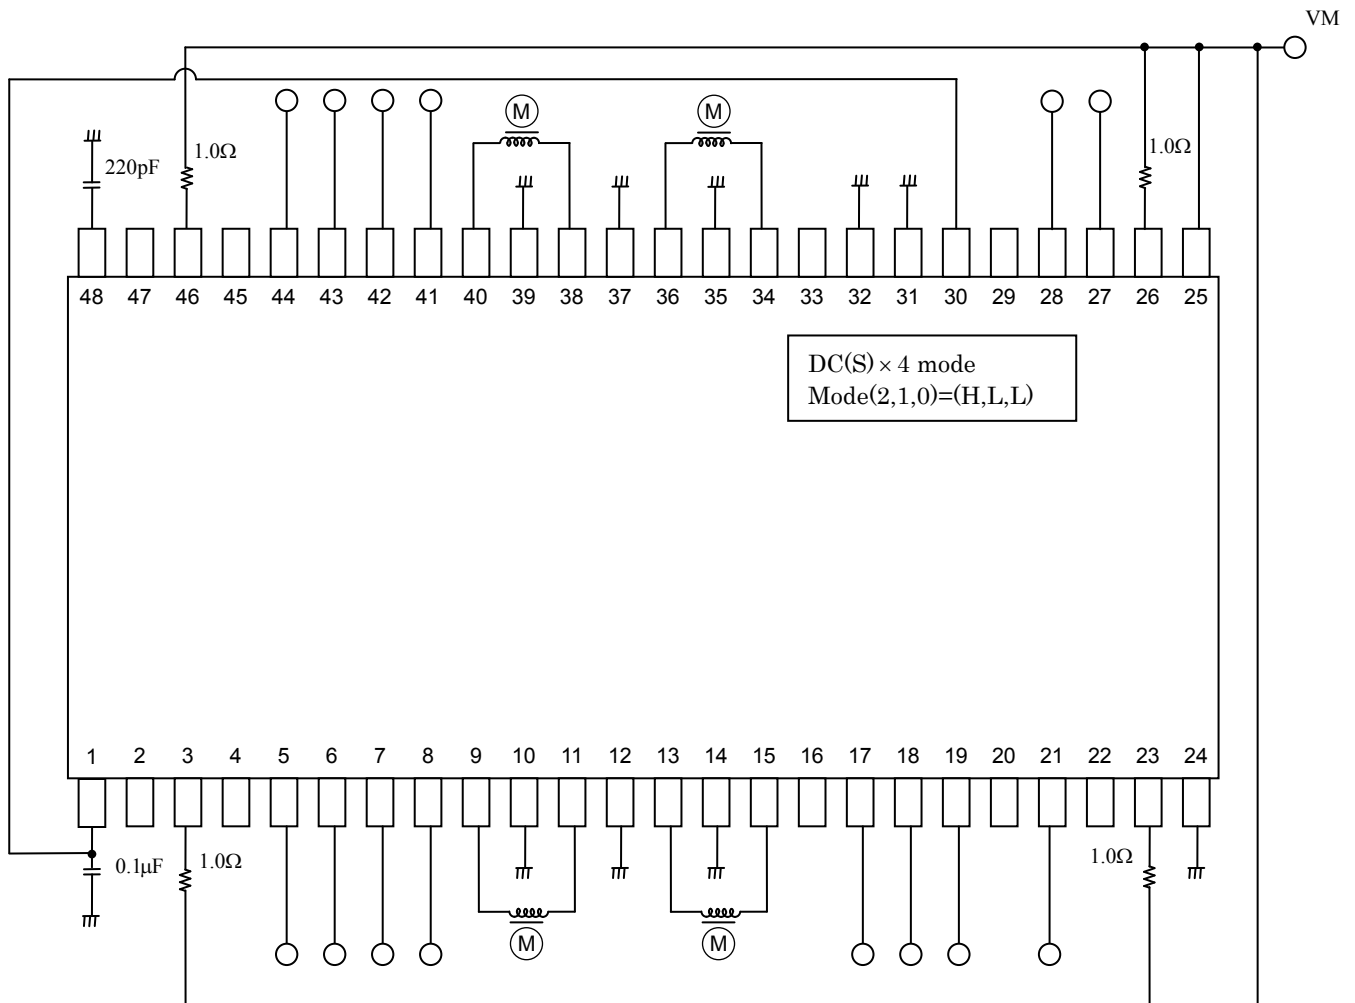 VM
220pF
1.0Ω
M
M
1.0Ω
48 47 46 45 44 43 42 41 40 39 38 37 36 35 34 33 32 31 30 29 28 27 26 25
DC(S) × 4 mode
Mode(2,1,0)=(H,L,L)
1 2 3 4 5 6 7 8 9 10 11 12 13 14 15 16 17 18 19 20 21 22 23 24
0.1μF
1.0Ω
1.0Ω
M
M